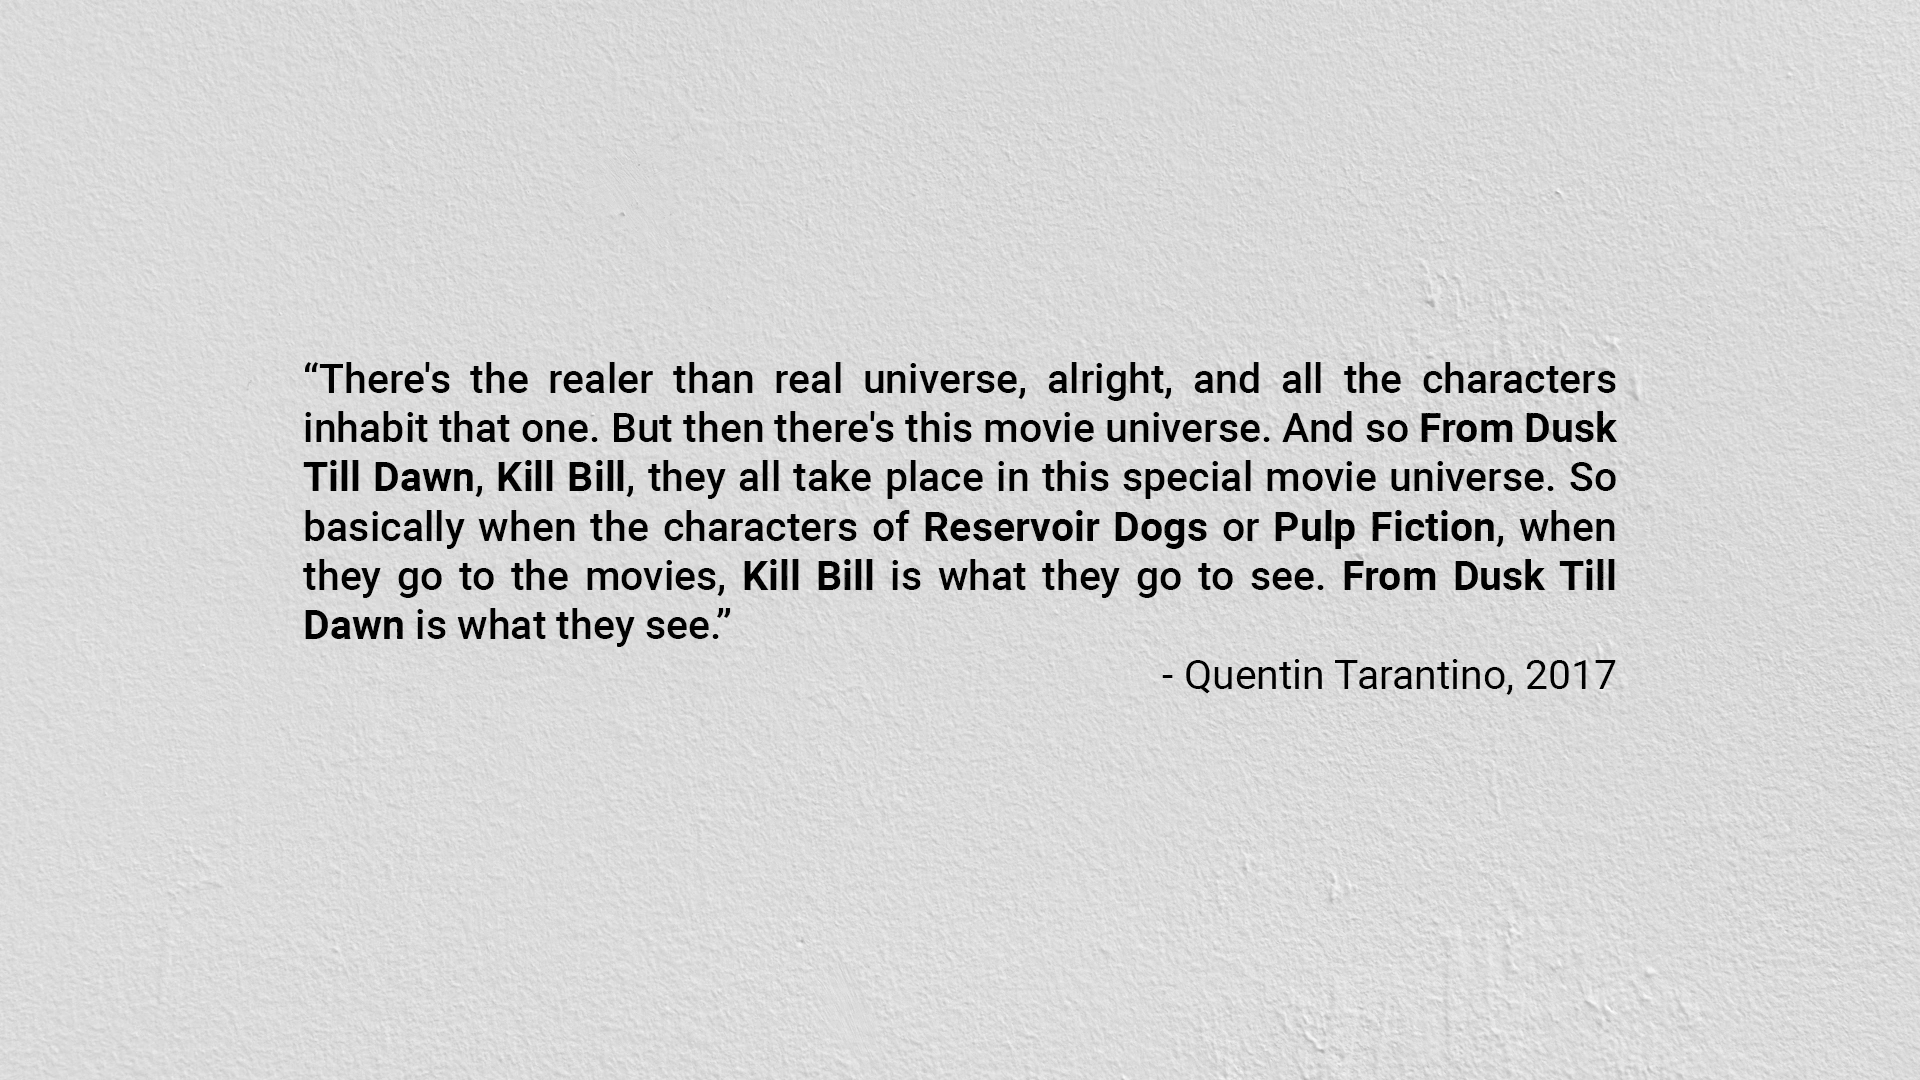 “There's the realer than real universe, alright, and all the characters
inhabit that one. But then there's this movie universe. And so From Dusk
Till Dawn, Kill Bill, they all take place in this special movie universe. So
basically when the characters of Reservoir Dogs or Pulp Fiction, when
they go to the movies, Kill Bill is what they go to see. From Dusk Till
Dawn is what they see.”
- Quentin Tarantino, 2017